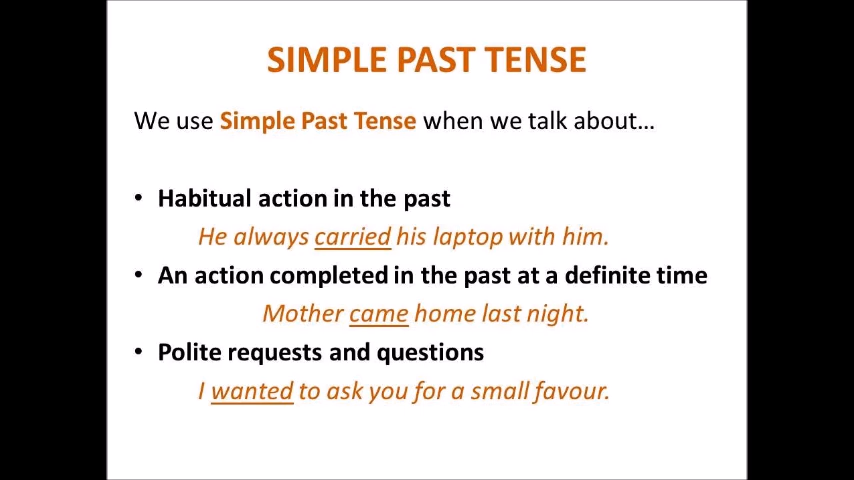 SIMPLE PAST TENSE
We use Simple Past Tense when we talk about…
• Habitual action in the past
He always carried his laptop with him.
• An action completed in the past at a definite time
Mother came home last night.
• Polite requests and questions
I wanted to ask you for a small favour.